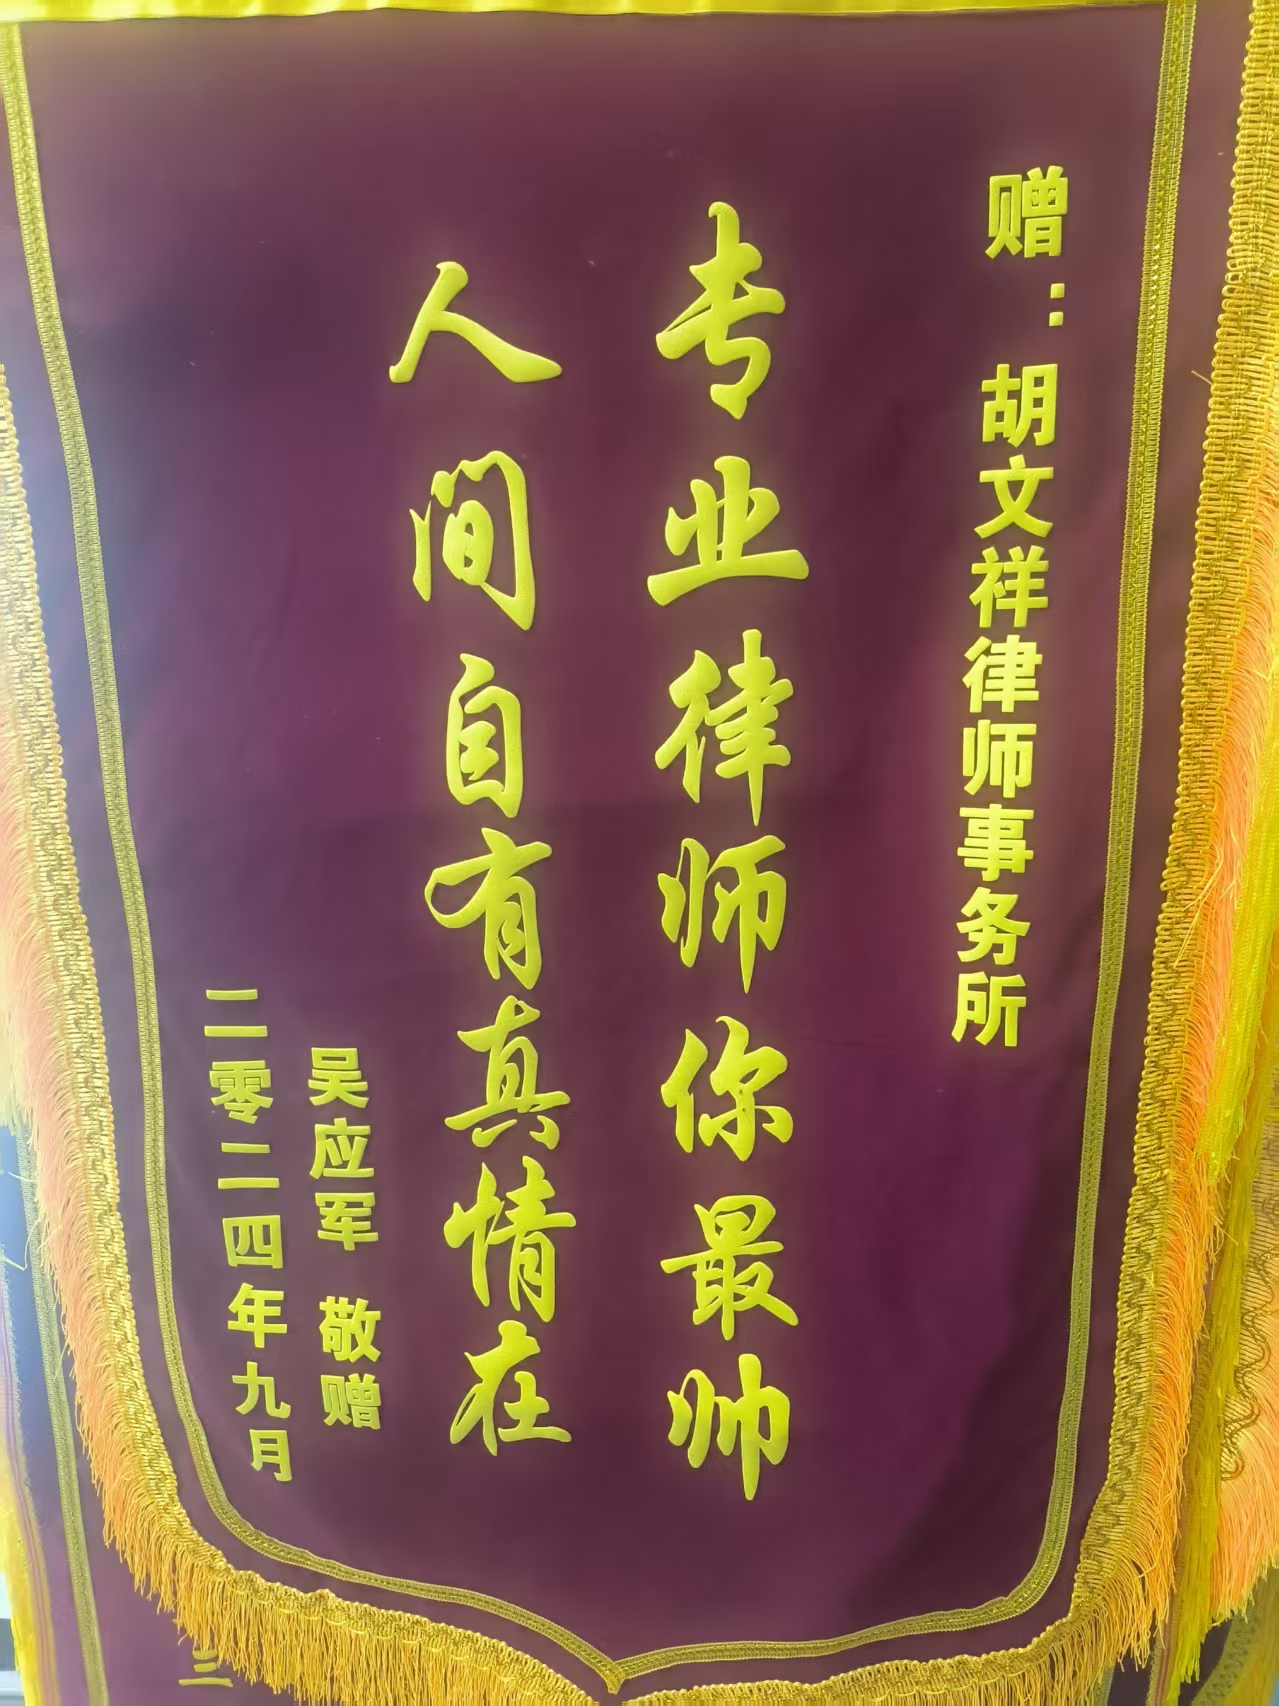 赠：胡文祥律师事务所
专业律师你最帅
人间自有真情在
吴应军 敬赠
二零二四年九月
三